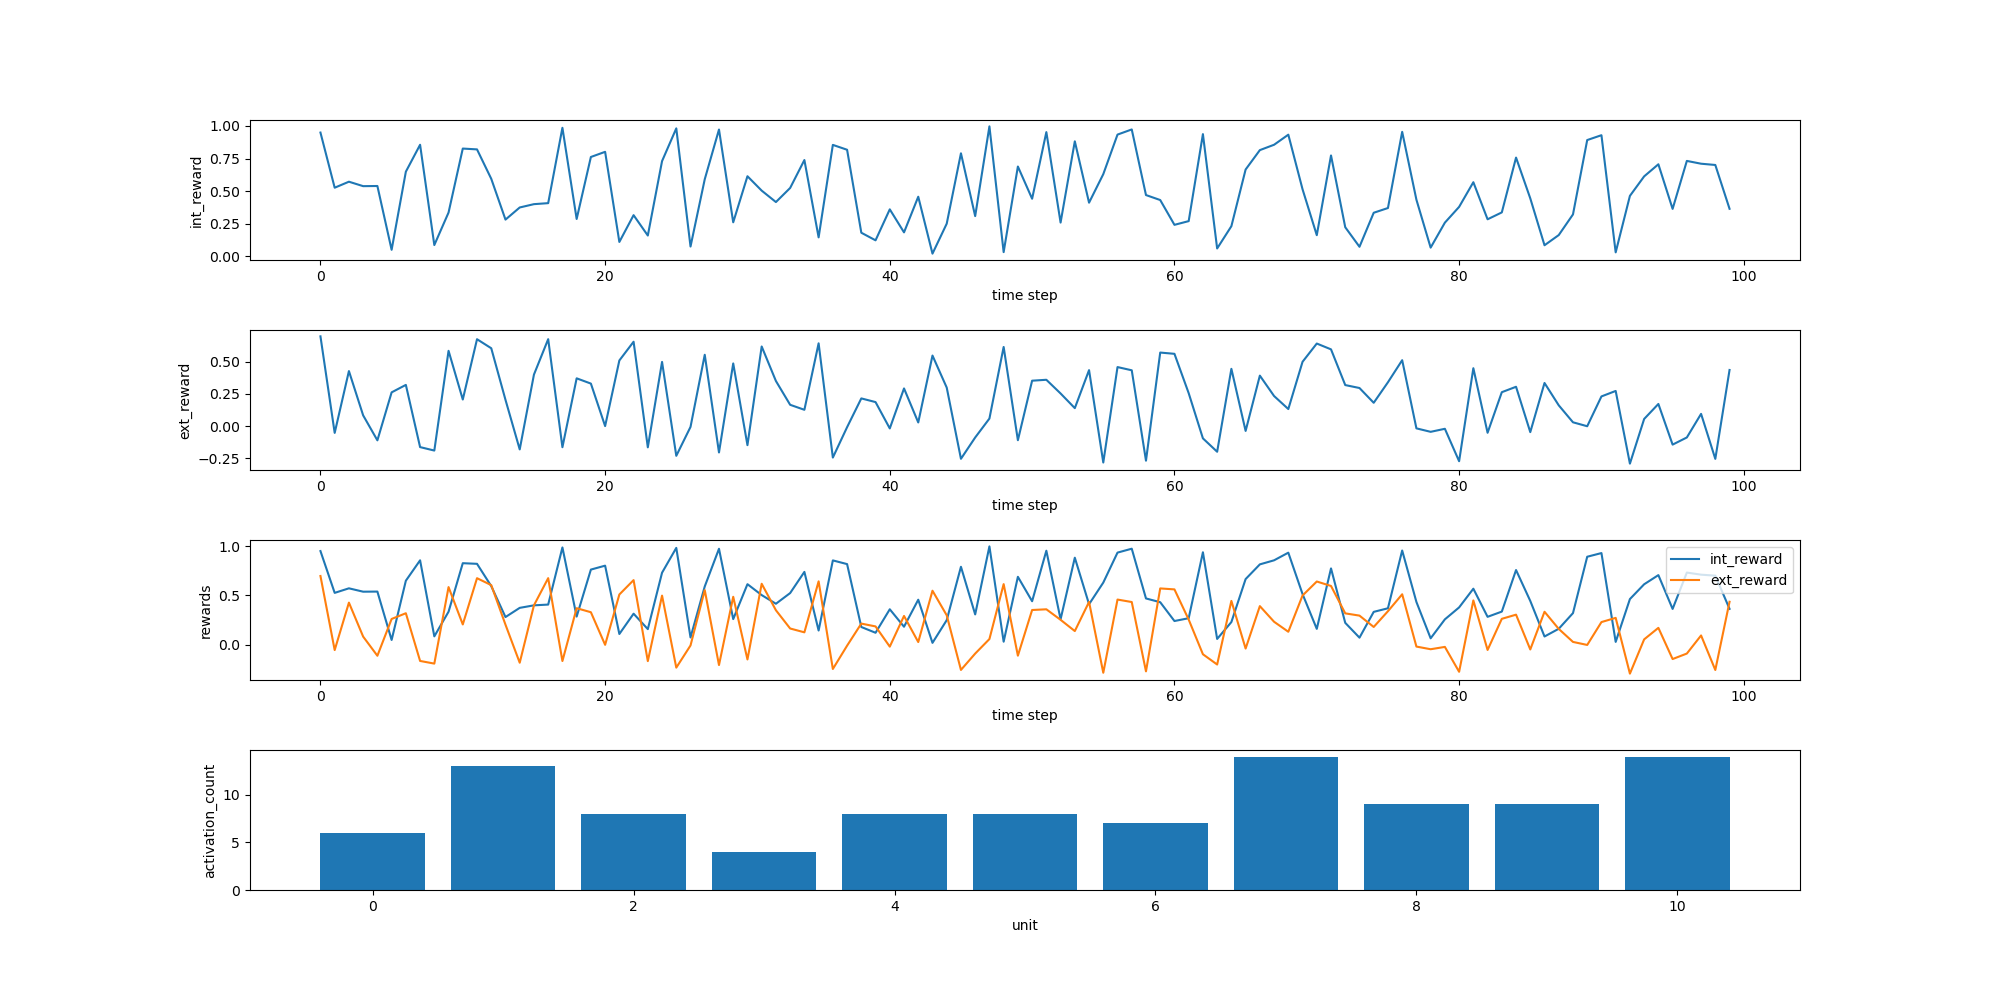 1.00
0.75
0.50
0.25
0.00
int_reward
0 20 40 60 80 100
time step
0.50
0.25
0.00
−0.25
ext_reward
0 20 40 60 80 100
time step
1.0
0.5
0.0
rewards
int_reward
ext_reward
0 20 40 60 80 100
time step
10
5
0
activation_count
0 2 4 6 8 10
unit